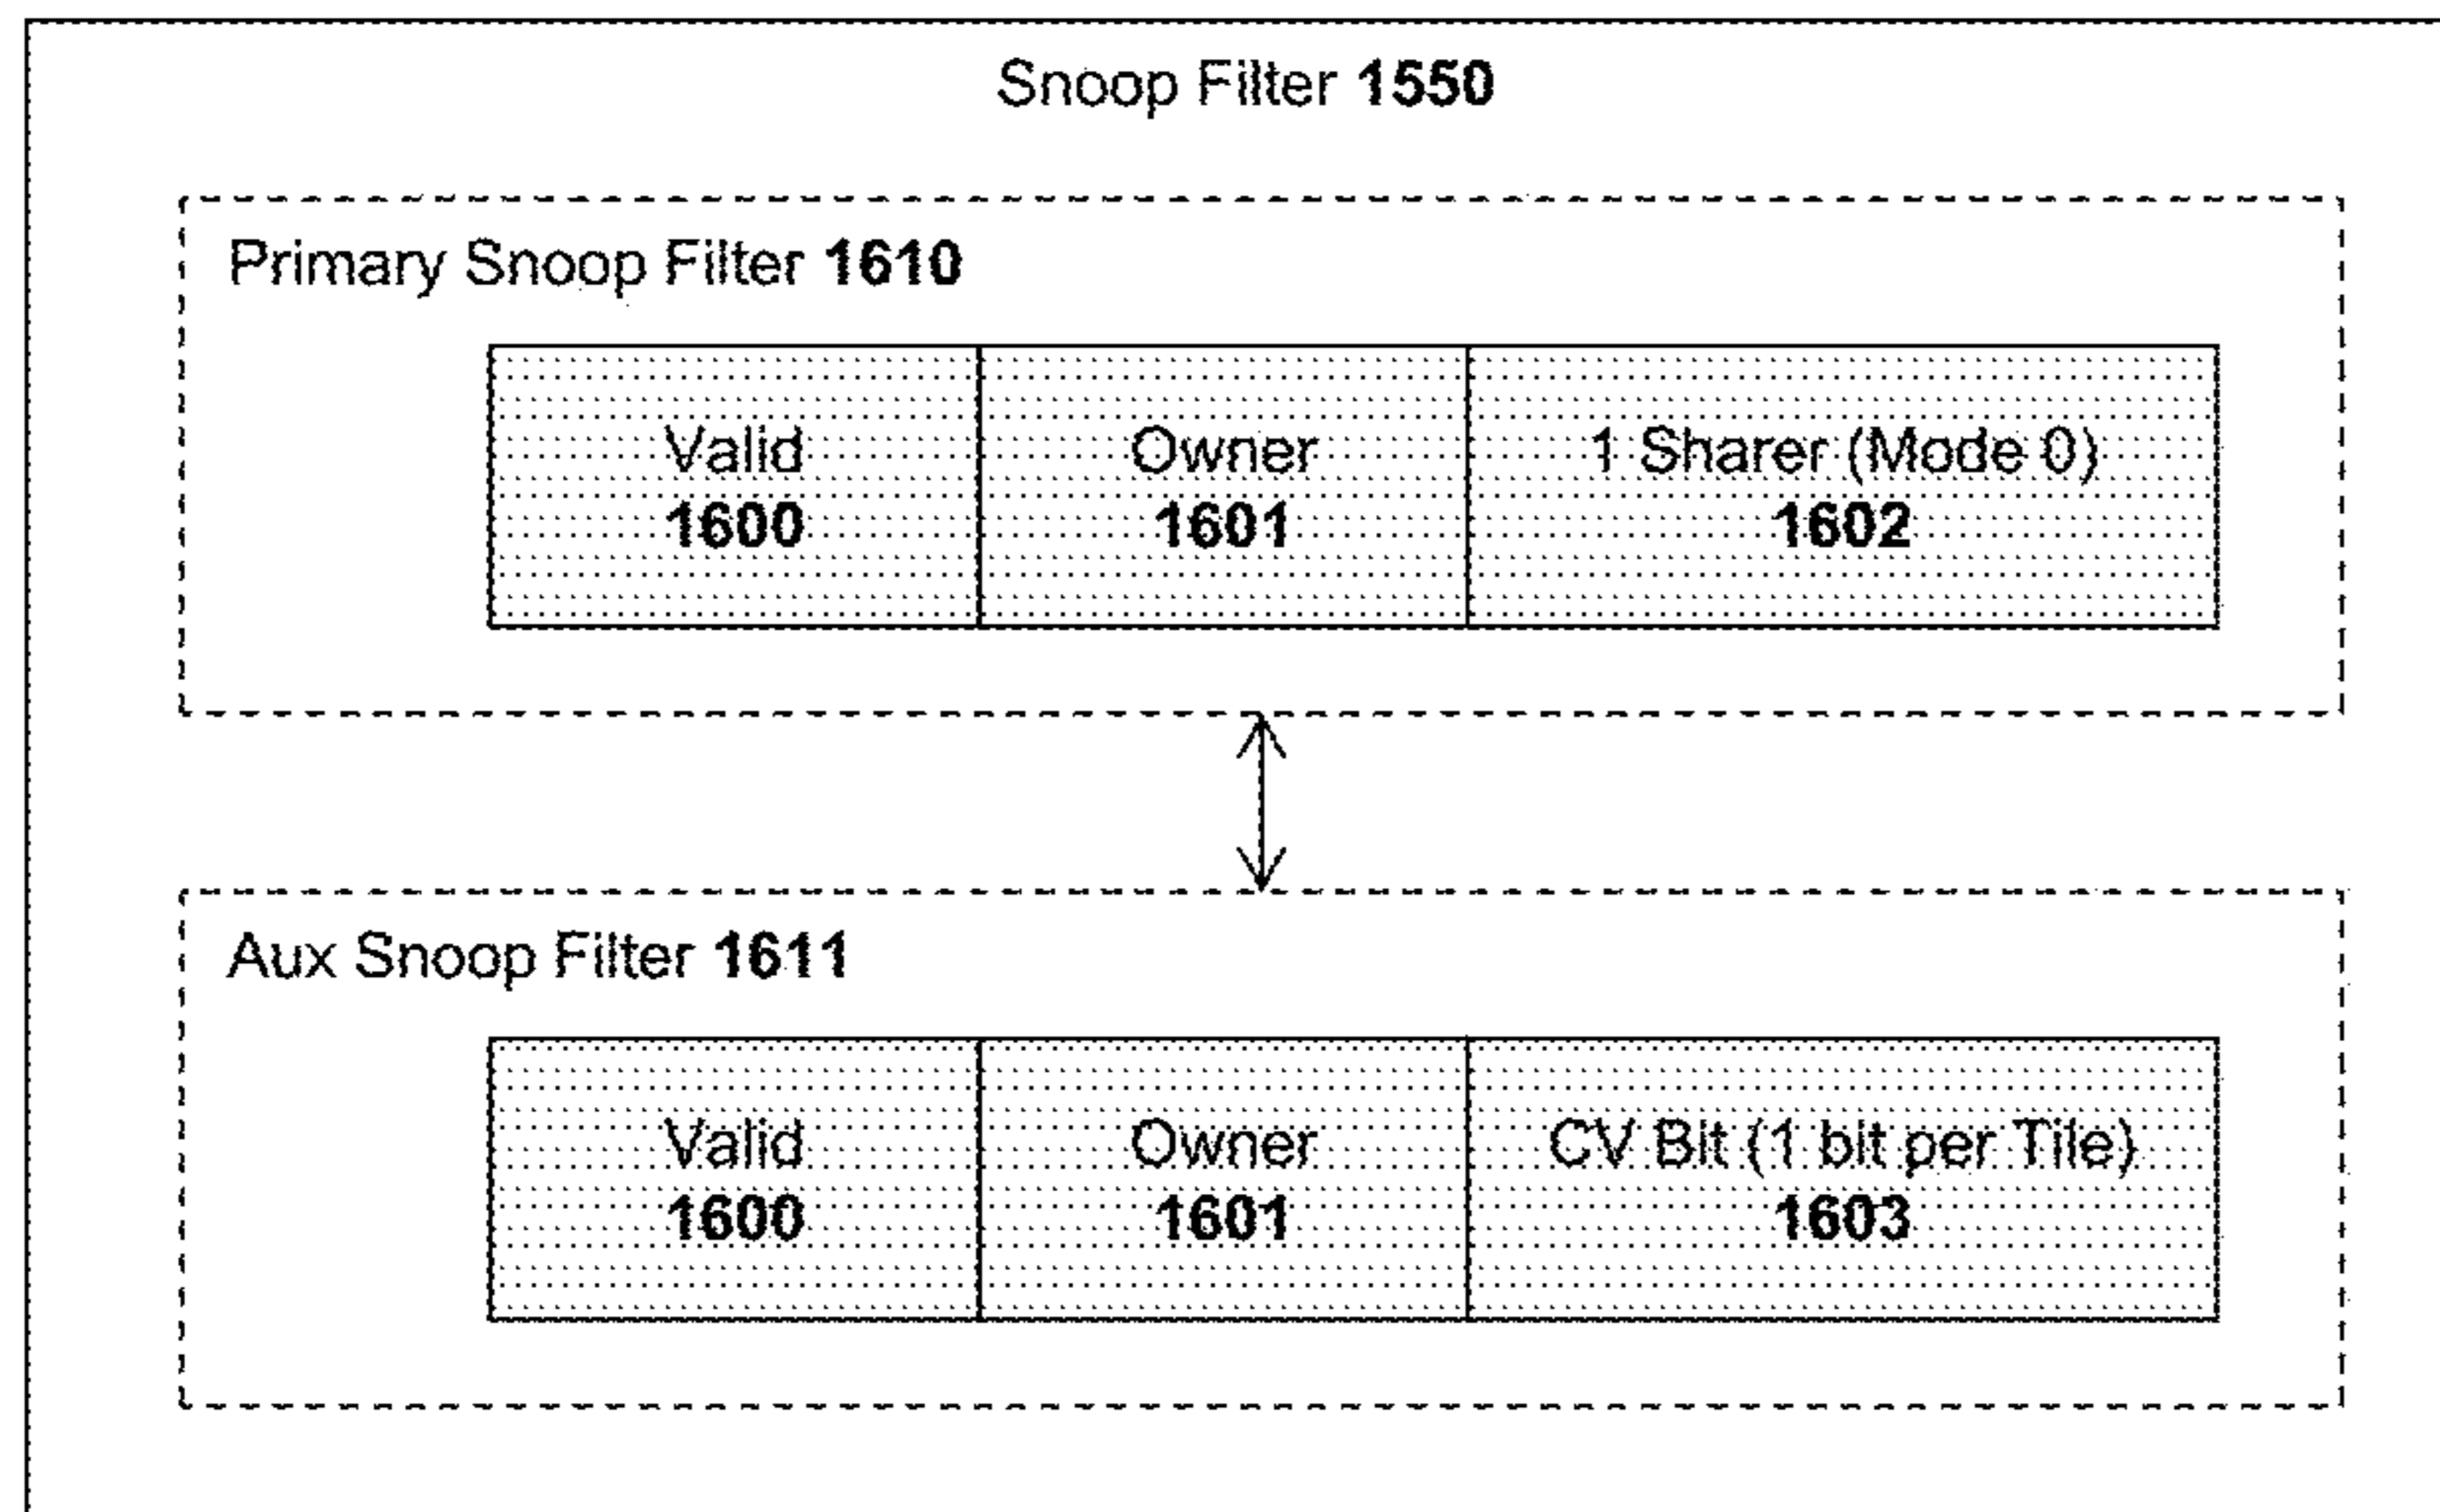 Snoop Filter 1550
Primary Snoop Filter 1610
Valid
1600
Owner
1601
1 Sharer (Mode 0)
1602
Aux Snoop Filter 1611
Valid
1600
Owner
1601
CV Bit (1 bit per Tile)
1603